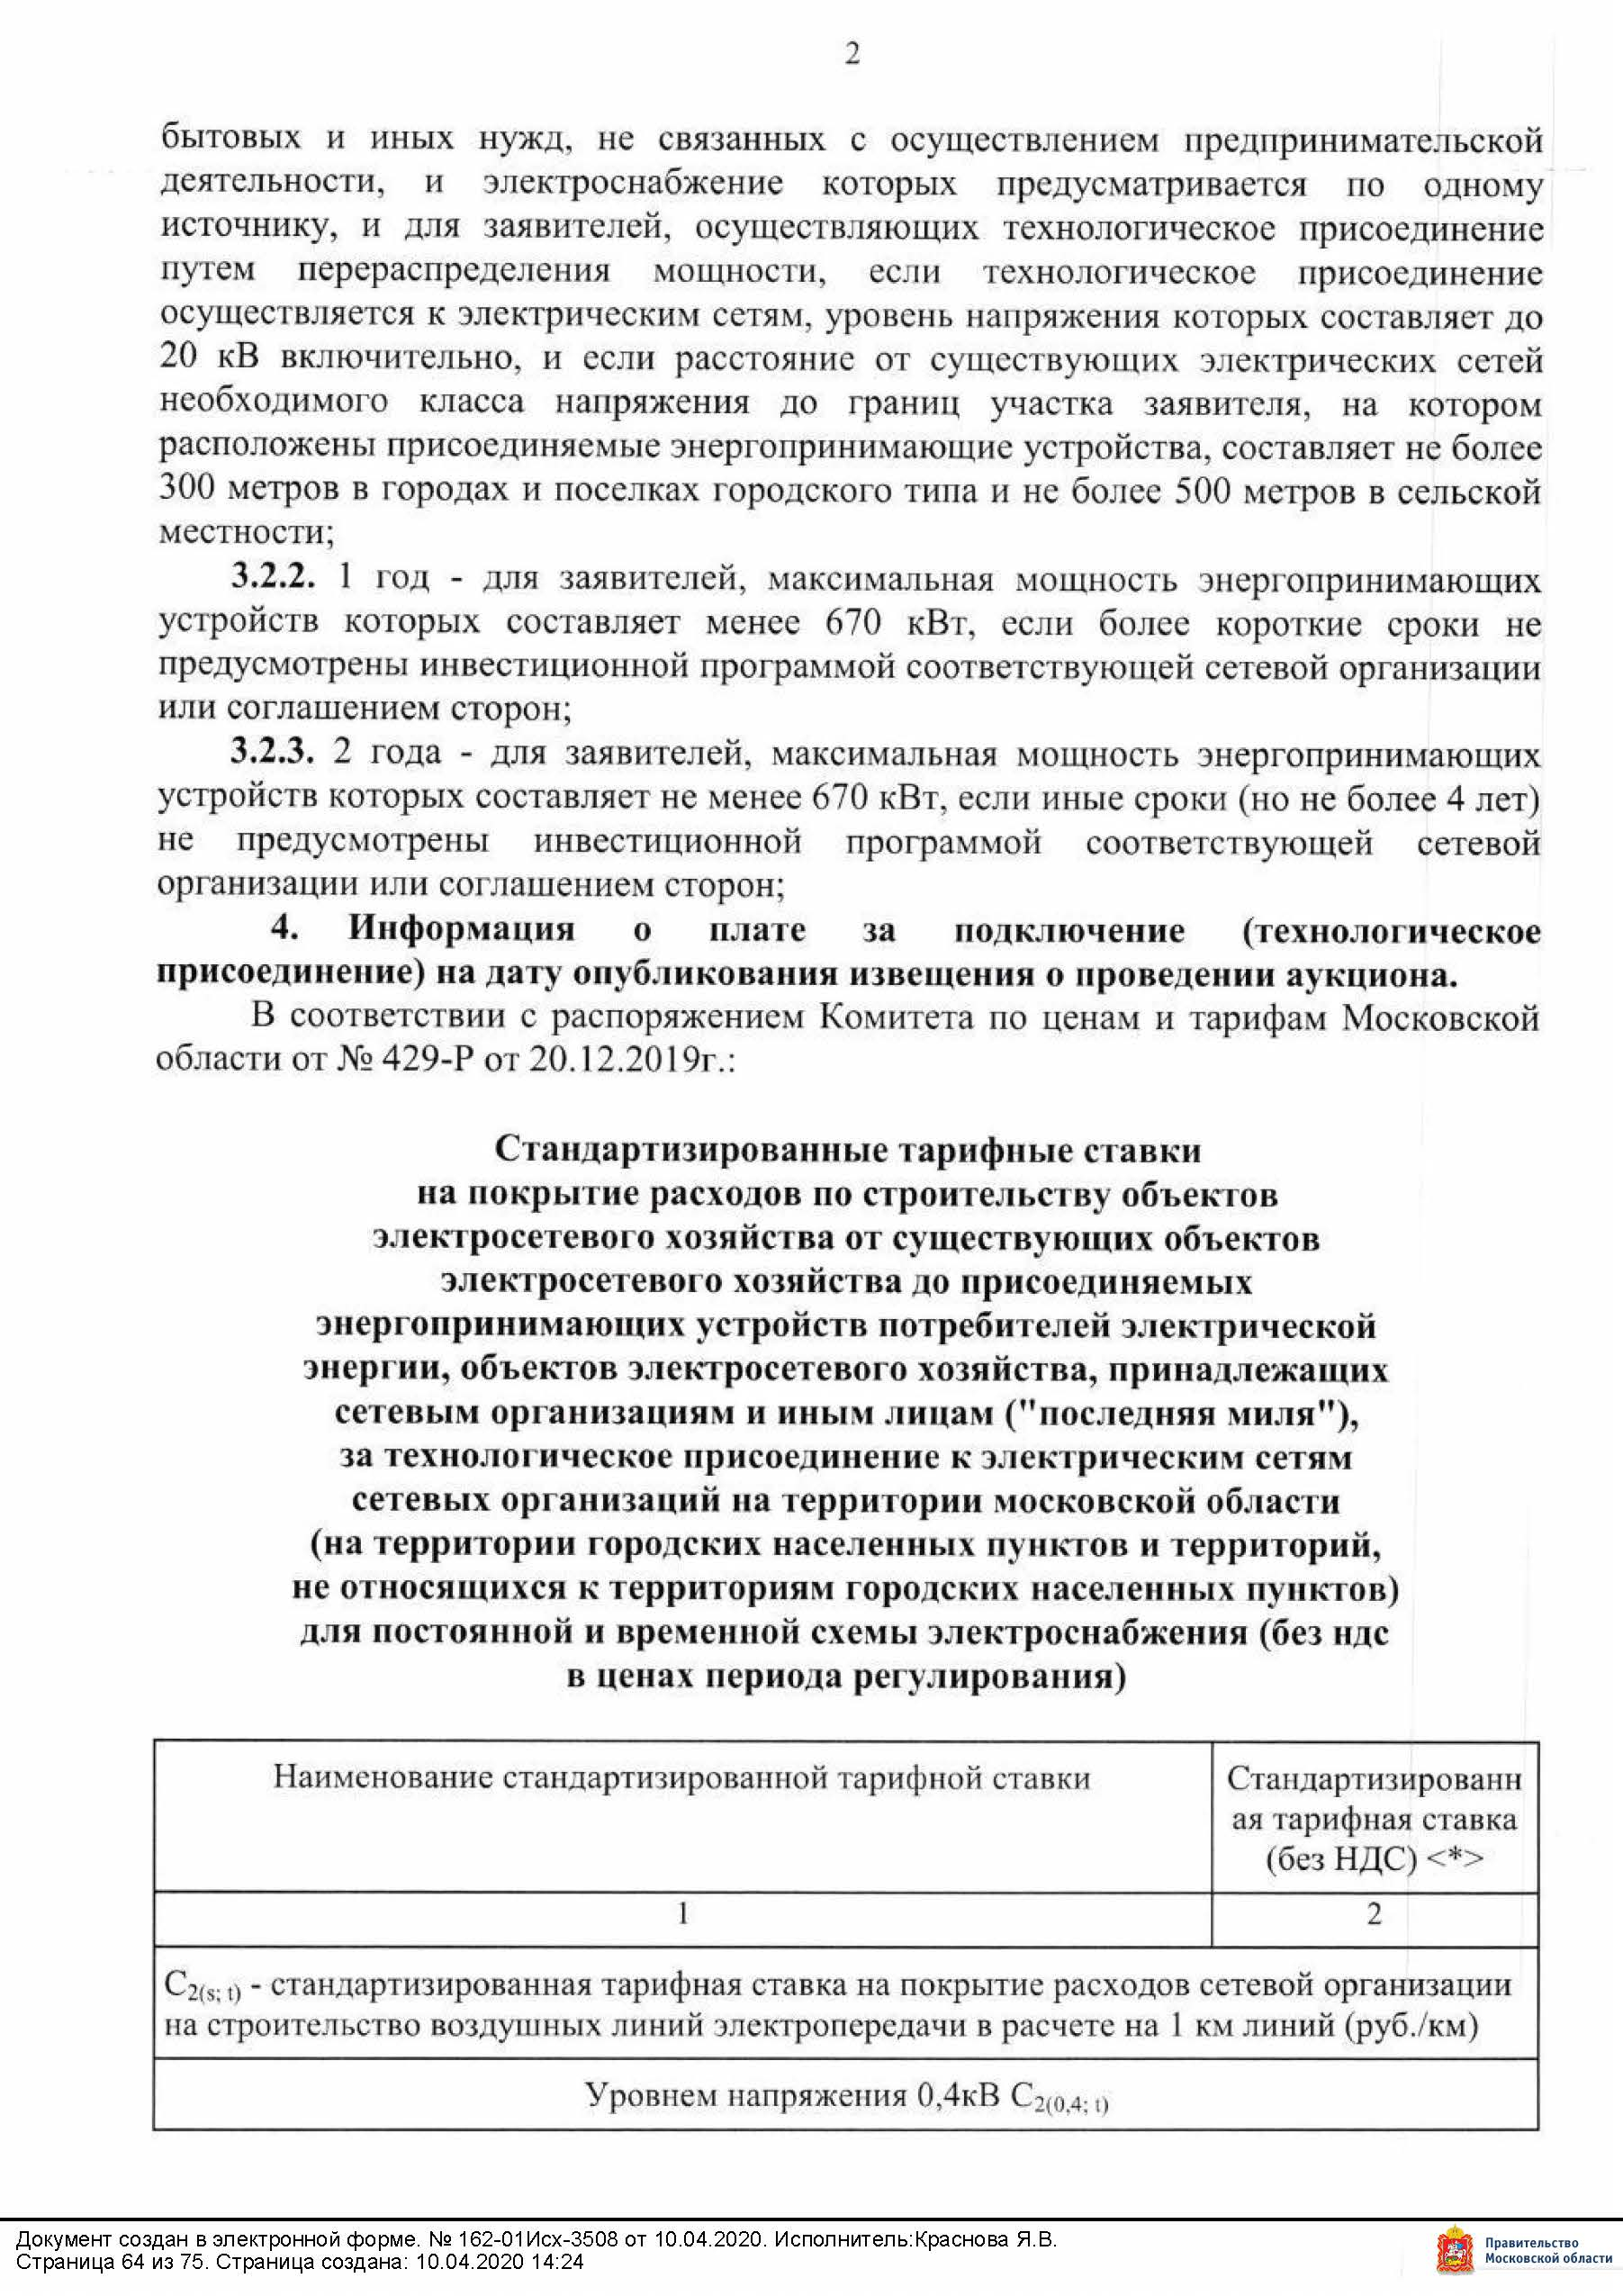 2
бытовых и иных нужд, не связанных с осуществлением предпринимательской
деятельности, и электроснабжение которых предусматривается по одному
источнику, и для заявителей, осуществляющих технологическое присоединение
путем перераспределения мощности, если технологическое присоединение
осуществляется к электрическим сетям, уровень напряжения которых составляет до
20 кВ включительно, и если расстояние от существующих электрических сетей
необходимого класса напряжения до границ участка заявителя, на котором
расположены присоединяемые энергопринимающие устройства, составляет не более
300 метров в городах и поселках городского типа и не более 500 метров в сельской
местности;
3.2.2. 1 год - для заявителей, максимальная мощность энергопринимающих
устройств которых составляет менее 670 кВт, если более короткие сроки не
предусмотрены инвестиционной программой соответствующей сетевой организации
или соглашением сторон;
3.2.3. 2 года - для заявителей, максимальная мощность энергопринимающих
устройств которых составляет не менее 670 кВт, если иные сроки (но не более 4 лет)
не предусмотрены инвестиционной программой соответствующей сетевой
организации или соглашением сторон;
4. Информация о плате за подключение (технологическое
присоединение) на дату опубликования извещения о проведении аукциона.
В соответствии с распоряжением Комитета по ценам и тарифам Московской
области от № 429-Р от 20.12.2019г.:
Стандартизированные тарифные ставки
на покрытие расходов по строительству объектов
электросетевого хозяйства от существующих объектов
электросетевого хозяйства до присоединяемых
энергопринимающих устройств потребителей электрической
энергии, объектов электросетевого хозяйства, принадлежащих
сетевым организациям и иным лицам ("последняя миля"),
за технологическое присоединение к электрическим сетям
сетевых организаций на территории московской области
(на территории городских населенных пунктов и территорий,
не относящихся к территориям городских населенных пунктов)
для постоянной и временной схемы электроснабжения (без ндс
в ценах периода регулирования)
Наименование стандартизированной тарифной ставки
Стандартизированн
ая тарифная ставка
(без НДС) <*>
1
2
C2(s; t) - стандартизированная тарифная ставка на покрытие расходов сетевой организации
на строительство воздушных линий электропередачи в расчете на 1 км линий (руб./км)
Уровнем напряжения 0,4кВ C2(0,4; t)
Документ создан в электронной форме. № 162-01Исх-3508 от 10.04.2020. Исполнитель:Краснова Я.В.
Страница 64 из 75. Страница создана: 10.04.2020 14:24
Правительство
Московской области